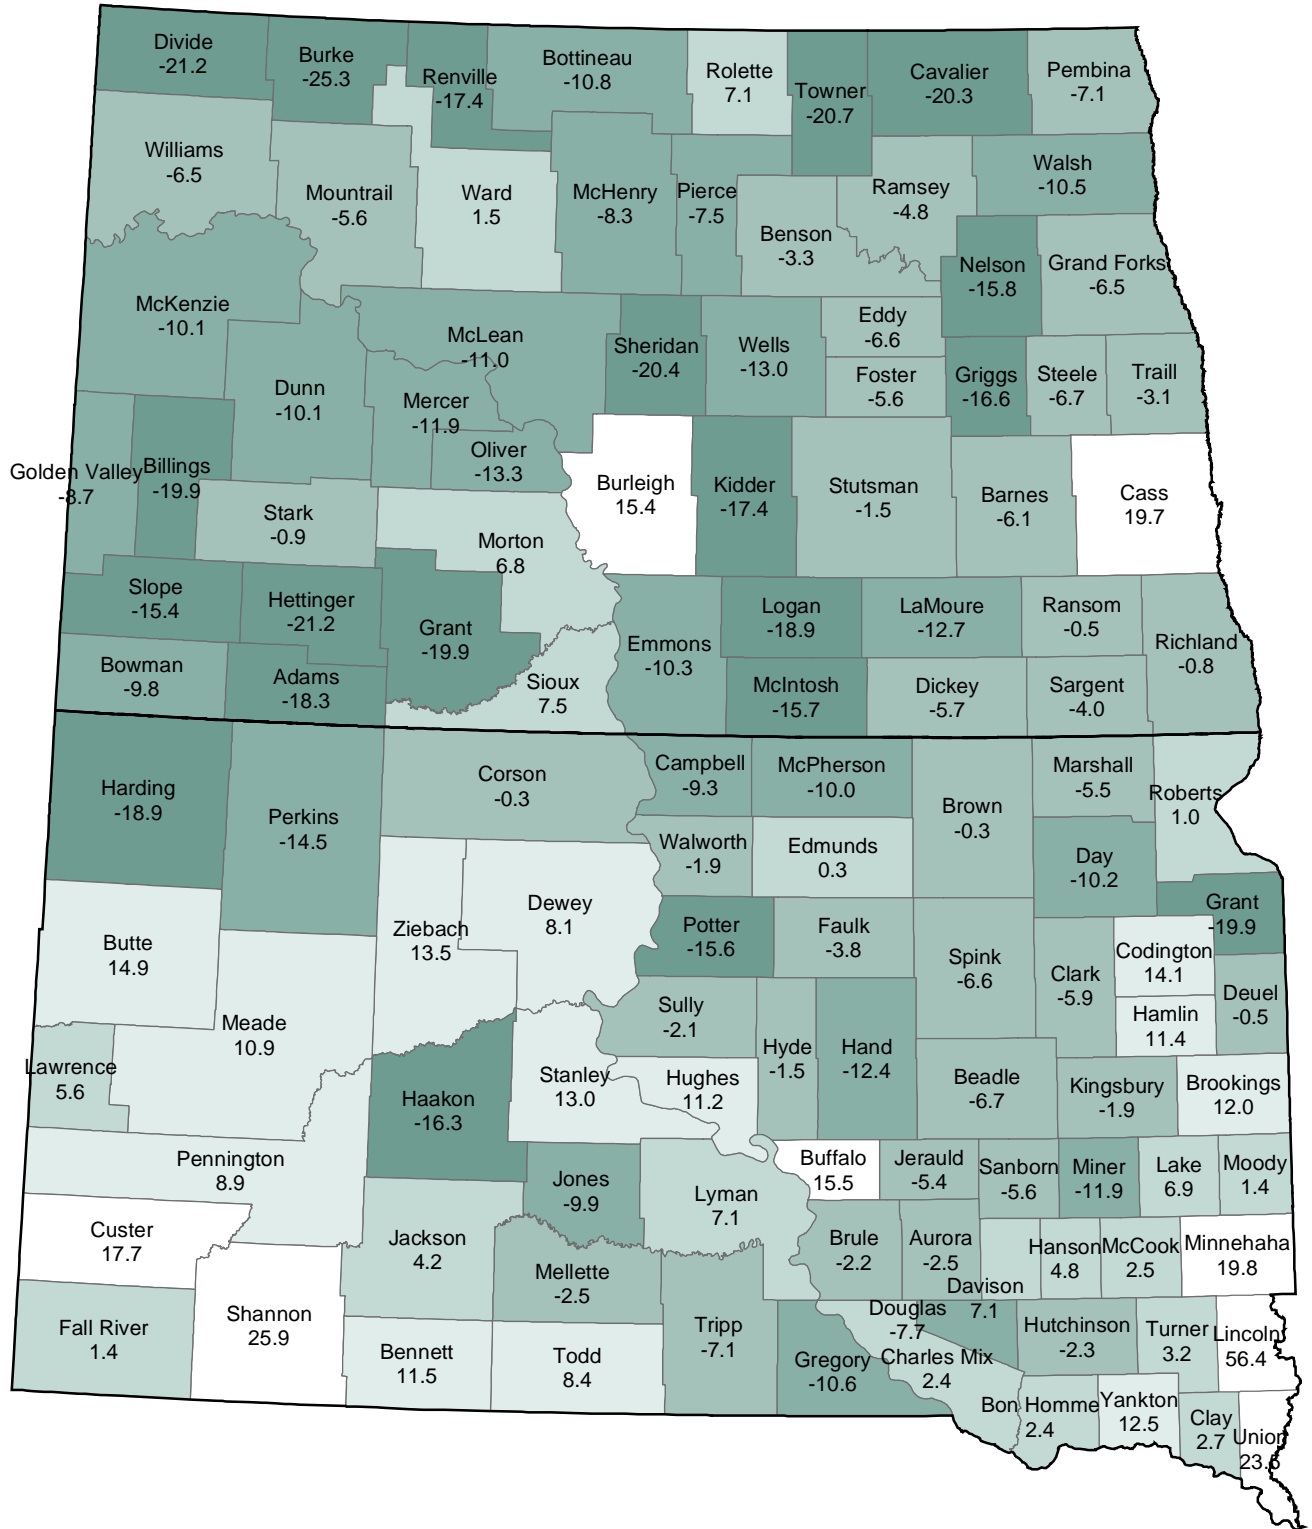 Divide
-21.2
Burke
-25.3
Renville
-17.4
Bottineau
-10.8
Rolette
7.1
Towner
-20.7
Cavalier
-20.3
Pembina
-7.1
Williams
-6.5
Mountrail
-5.6
Ward
1.5
McHenry
-8.3
Pierce
-7.5
Benson
-3.3
Ramsey
-4.8
Walsh
-10.5
Nelson
-15.8
Grand Forks
-6.5
McKenzie
-10.1
Dunn
-10.1
McLean
-11.0
Mercer
-11.9
Oliver
-13.3
Sheridan
-20.4
Wells
-13.0
Eddy
-6.6
Foster
-5.6
Griggs
-16.6
Steele
-6.7
Traill
-3.1
Golden Valley
-8.7
Billings
-19.9
Stark
-0.9
Morton
6.8
Burleigh
15.4
Kidder
-17.4
Stutsman
-1.5
Barnes
-6.1
Cass
19.7
Slope
-15.4
Hettinger
-21.2
Grant
-19.9
Bowman
-9.8
Adams
-18.3
Sioux
7.5
Emmons
-10.3
Logan
-18.9
LaMoure
-12.7
Ransom
-0.5
Richland
-0.8
McIntosh
-15.7
Dickey
-5.7
Sargent
-4.0
Harding
-18.9
Perkins
-14.5
Corson
-0.3
Campbell
-9.3
McPherson
-10.0
Brown
-0.3
Marshall
-5.5
Roberts
1.0
Walworth
-1.9
Edmunds
0.3
Day
-10.2
Grant
-19.9
Butte
14.9
Ziebach
13.5
Dewey
8.1
Potter
-15.6
Faulk
-3.8
Spink
-6.6
Clark
-5.9
Codington
14.1
Hamlin
11.4
Deuel
-0.5
Meade
10.9
Lawrence
5.6
Sully
-2.1
Hyde
-1.5
Hand
-12.4
Haakon
-16.3
Stanley
13.0
Hughes
11.2
Beadle
-6.7
Kingsbury
-1.9
Brookings
12.0
Pennington
8.9
Jones
-9.9
Lyman
7.1
Buffalo
15.5
Jerauld
-5.4
Sanborn
-5.6
Miner
-11.9
Lake
6.9
Moody
1.4
Custer
17.7
Jackson
4.2
Mellette
-2.5
Brule
-2.2
Aurora
-2.5
Davison
7.1
Hanson
4.8
McCook
2.5
Minnehaha
19.8
Fall River
1.4
Shannon
25.9
Bennett
11.5
Todd
8.4
Tripp
-7.1
Gregory
-10.6
Douglas
-7.7
Charles Mix
2.4
Hutchinson
-2.3
Turner
3.2
Lincoln
56.4
Bon Homme
2.4
Yankton
12.5
Clay
2.7
Union